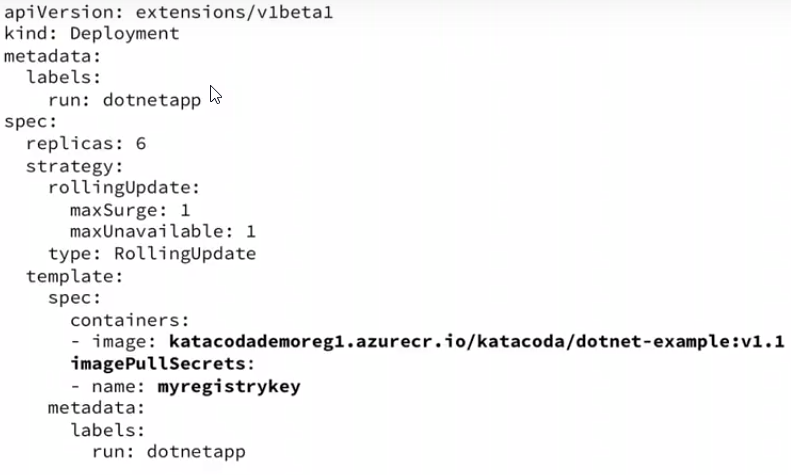 apiVersion: extensions/v1beta1
kind: Deployment
metadata:
  labels:
    run: dotnetapp
spec:
  replicas: 6
  strategy:
    rollingUpdate:
      maxSurge: 1
      maxUnavailable: 1
    type: RollingUpdate
  template:
    spec:
      containers:
      - image: katacodademoreg1.azurecr.io/katacoda/dotnet-example:v1.1
      imagePullSecrets:
      - name: myregistrykey
    metadata:
      labels:
        run: dotnetapp